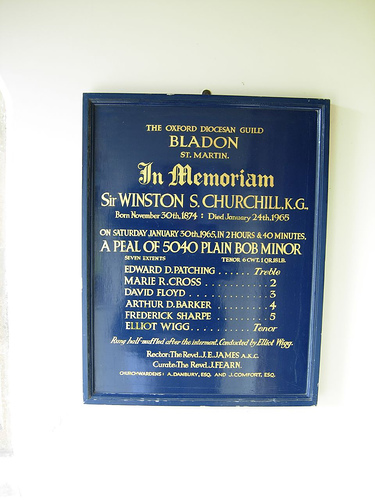 THE OXFORD DIOCESAN GUILD
BLADON
ST. MARTIN.
In Memoriam
Sir WINSTON S. CHURCHILL, K.G.,
Born November 30th, 1874 : Died January 24th, 1965
ON SATURDAY, JANUARY 30th, 1965, IN 2 HOURS & 40 MINUTES,
A PEAL OF 5040 PLAIN BOB MINOR
SEVEN EXTENTS TENOR 6 CWT. 1 QR. 18 LB.
EDWARD D. PATCHING . . . . . . Treble
MARIE R. CROSS . . . . . . . . . . 2
DAVID FLOYD . . . . . . . . . . . . 3
ARTHUR D. BARKER . . . . . . . . 4
FREDERICK SHARPE . . . . . . . . 5
ELLIOT WIGG . . . . . . . . . . Tenor
Rung half-muffled after the interment. Conducted by Elliot Wigg.
Rector: The Revd. J. E. JAMES A.K.C.
Curate: The Revd. J. FEARN.
CHURCHWARDENS : A. DANBURY, ESQ. AND J. COMFORT, ESQ.